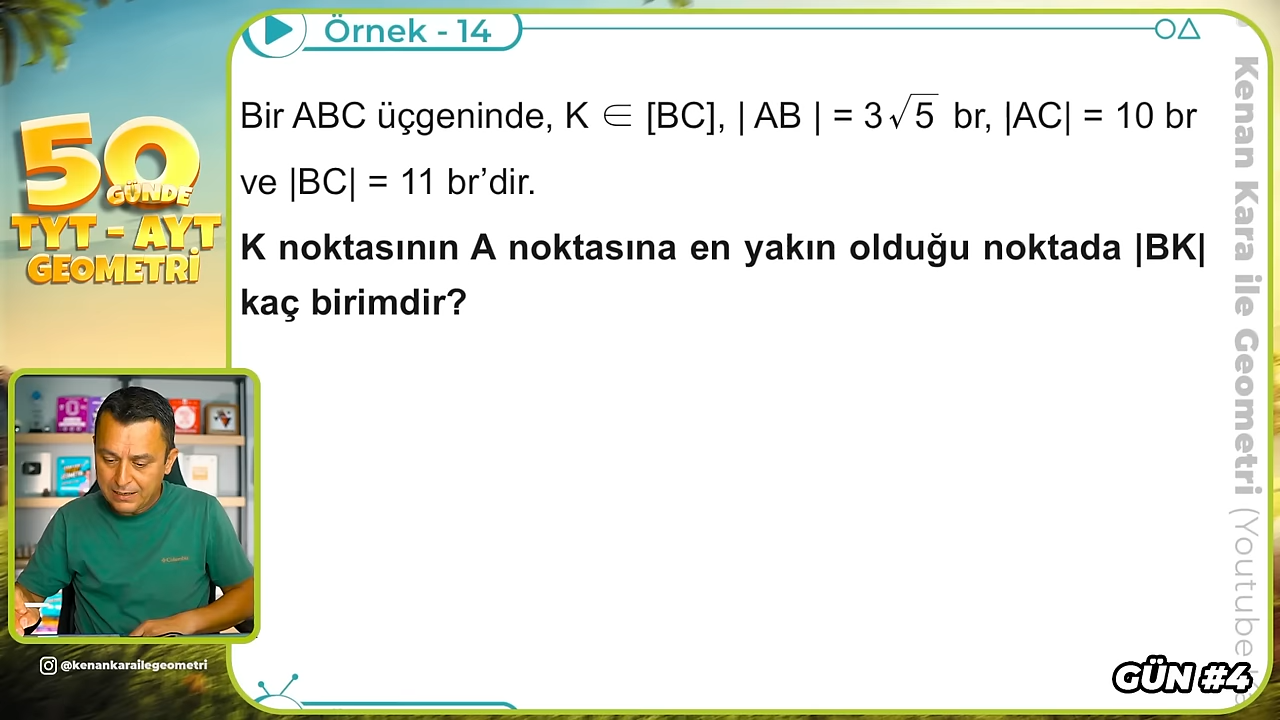 Örnek - 14
50
GÜNDE
TYT - AYT
GEOMETRİ
Bir ABC üçgeninde, K ∈ [BC], | AB | = 3√5 br, |AC| = 10 br
ve |BC| = 11 br’dir.
K noktasının A noktasına en yakın olduğu noktada |BK|
kaç birimdir?
Kenan Kara ile Geometri (Youtube
@kenankarailegeometri
GÜN #4